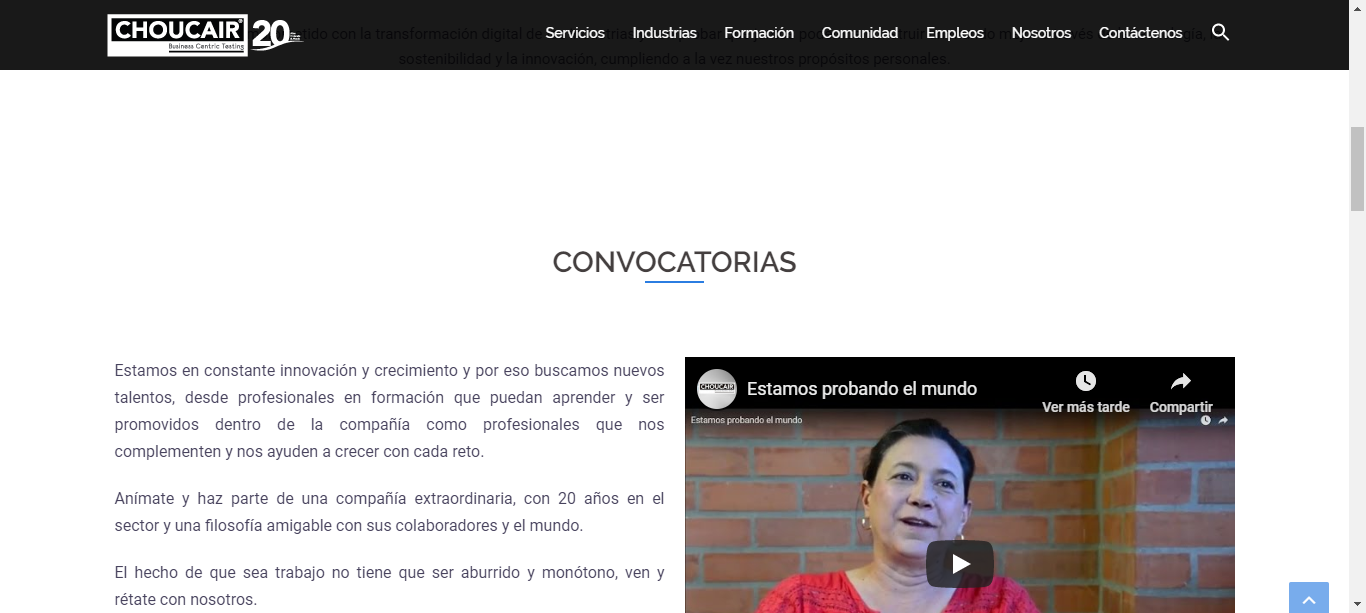 CHOUCAIR
Business Centric Testing
20
Servicios Industrias Formación Comunidad Empleos Nosotros Contáctenos
con la transformación digital de
sostenibilidad y la innovación, cumpliendo a la vez nuestros propósitos personales.
CONVOCATORIAS
Estamos en constante innovación y crecimiento y por eso buscamos nuevos
talentos, desde profesionales en formación que puedan aprender y ser
promovidos dentro de la compañía como profesionales que nos
complementen y nos ayuden a crecer con cada reto.
Anímate y haz parte de una compañía extraordinaria, con 20 años en el
sector y una filosofía amigable con sus colaboradores y el mundo.
El hecho de que sea trabajo no tiene que ser aburrido y monótono, ven y
rétate con nosotros.
CHOUCAIR
Estamos probando el mundo
Ver más tarde Compartir
Estamos probando el mundo